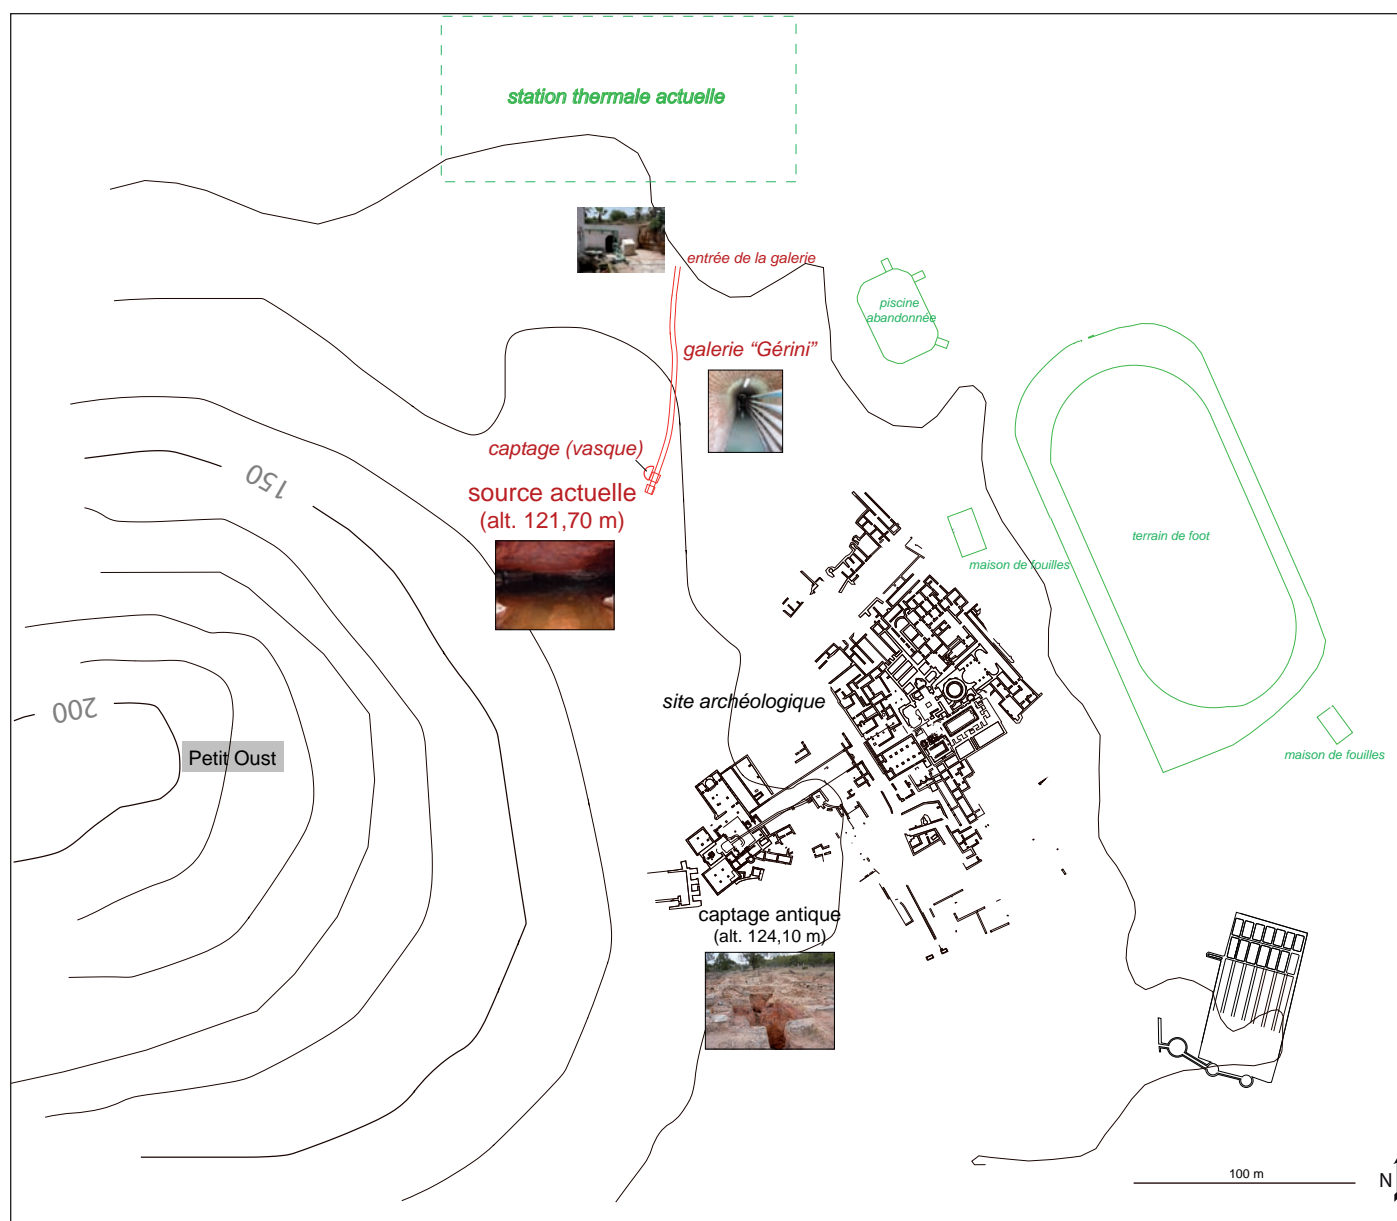 station thermale actuelle
entrée de la galerie
piscine
abandonnée
galerie “Gérini”
captage (vasque)
150
source actuelle
(alt. 121,70 m)
terrain de foot
maison de fouilles
site archéologique
200
Petit Oust
maison de fouilles
captage antique
(alt. 124,10 m)
100 m
N